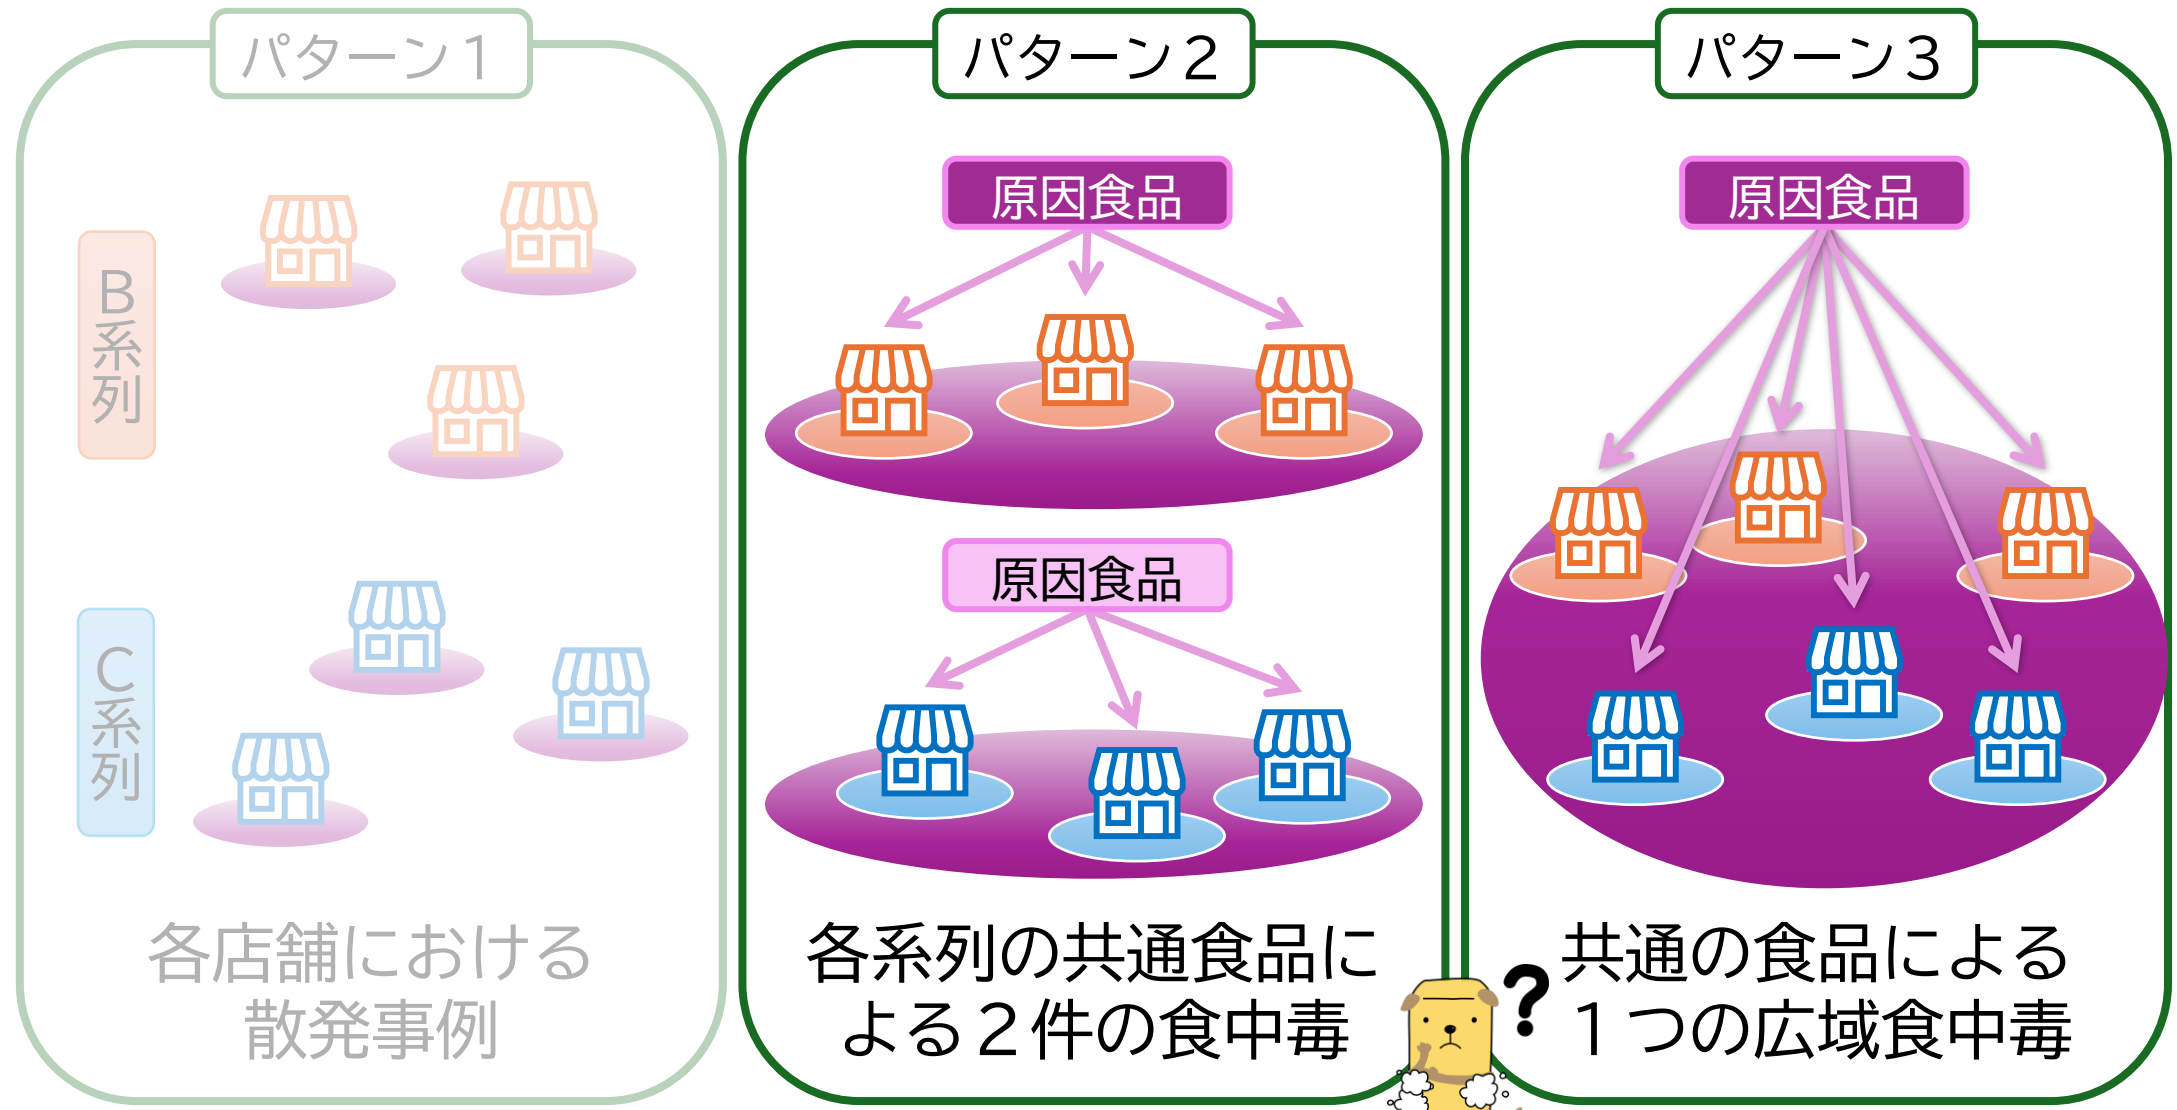 パターン１
B系列
C系列
各店舗における
散発事例
パターン２
原因食品
原因食品
各系列の共通食品に
よる２件の食中毒
パターン３
原因食品
共通の食品による
１つの広域食中毒
?